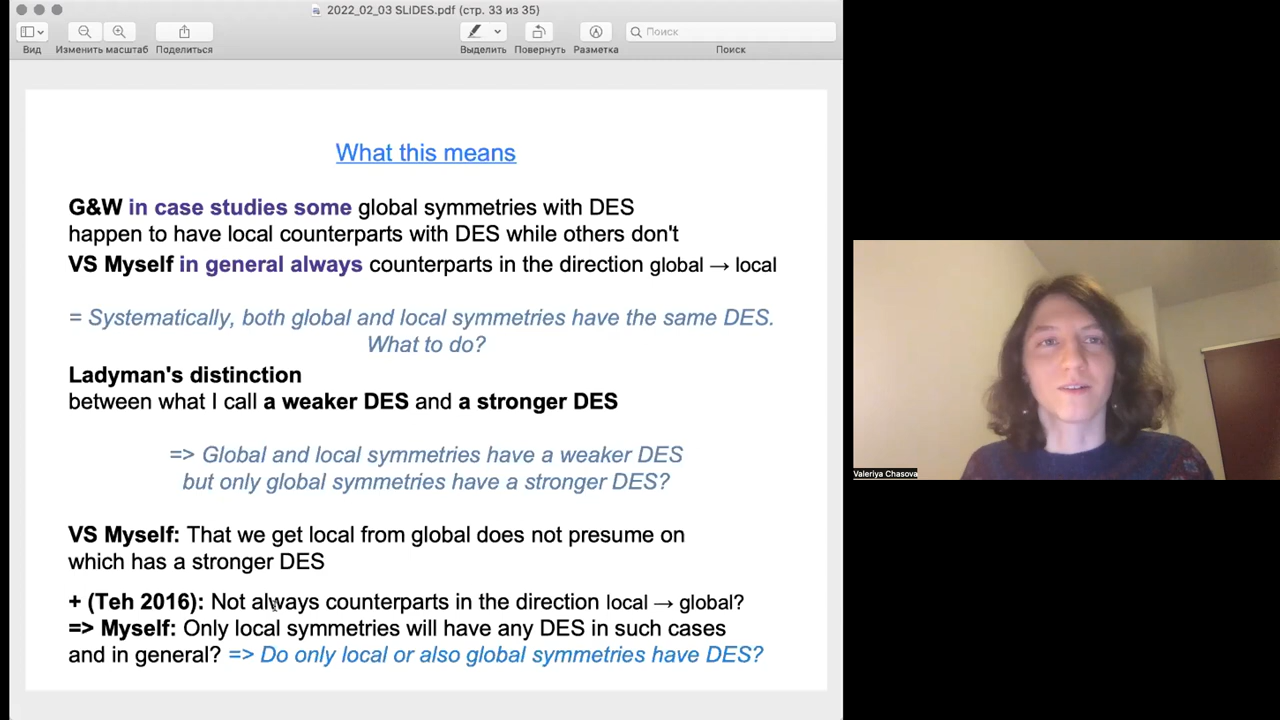 2022_02_03 SLIDES.pdf (стр. 33 из 35)
Вид
Изменить масштаб
Поделиться
Выделить
Повернуть
Разметка
Поиск
Поиск
What this means
G&W in case studies some global symmetries with DES
happen to have local counterparts with DES while others don't
VS Myself in general always counterparts in the direction global → local
= Systematically, both global and local symmetries have the same DES.
What to do?
Ladyman's distinction
between what I call a weaker DES and a stronger DES
=> Global and local symmetries have a weaker DES
but only global symmetries have a stronger DES?
VS Myself: That we get local from global does not presume on
which has a stronger DES
+ (Teh 2016): Not always counterparts in the direction local → global?
=> Myself: Only local symmetries will have any DES in such cases
and in general? => Do only local or also global symmetries have DES?
Valeriya Chasova